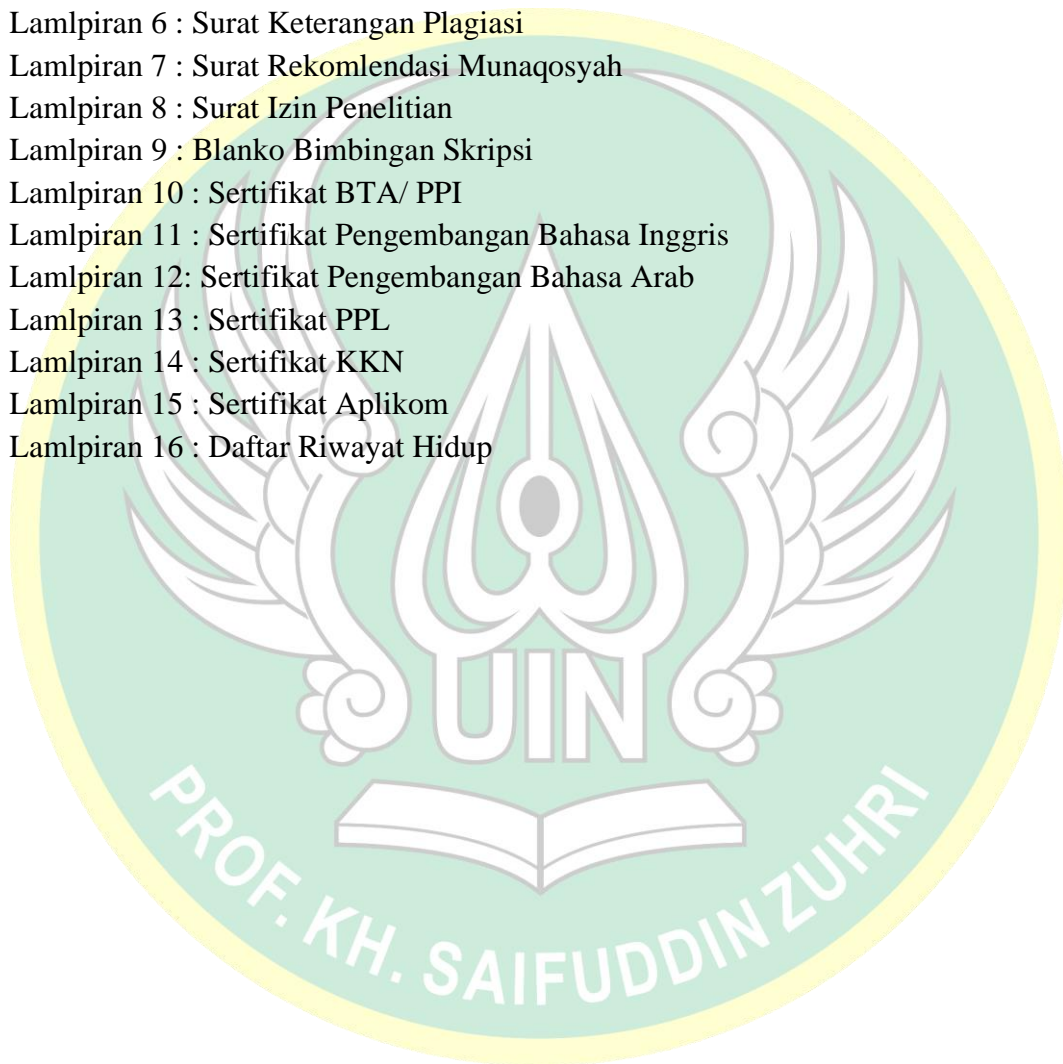 Lamlpiran 6 : Surat Keterangan Plagiasi
Lamlpiran 7 : Surat Rekomlendasi Munaqosyah
Lamlpiran 8 : Surat Izin Penelitian
Lamlpiran 9 : Blanko Bimbingan Skripsi
Lamlpiran 10 : Sertifikat BTA/ PPI
Lamlpiran 11 : Sertifikat Pengembangan Bahasa Inggris
Lamlpiran 12: Sertifikat Pengembangan Bahasa Arab
Lamlpiran 13 : Sertifikat PPL
Lamlpiran 14 : Sertifikat KKN
Lamlpiran 15 : Sertifikat Aplikom
Lamlpiran 16 : Daftar Riwayat Hidup
UIN
PROF. KH. SAIFUDDIN ZUHRI